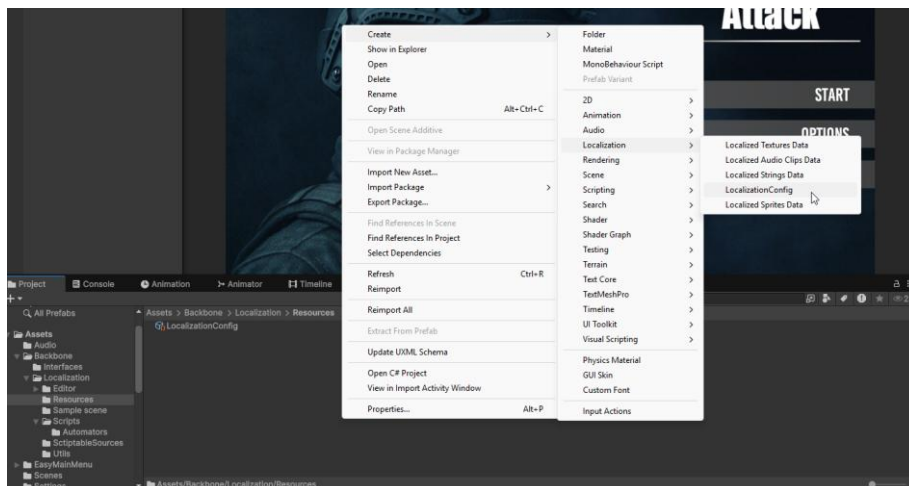 Attack
START
OPTIONS
Create >
Show in Explorer
Open
Delete
Rename
Copy Path Alt+Ctrl+C
Open Scene Additive
View in Package Manager
Import New Asset...
Import Package >
Export Package...
Find References In Scene
Find References In Project
Select Dependencies
Refresh Ctrl+R
Reimport
Reimport All
Extract From Prefab
Update UXML Schema
Open C# Project
View in Import Activity Window
Properties... Alt+P
Folder
Material
MonoBehaviour Script
Prefab Variant
2D >
Animation >
Audio >
Localization >
Rendering >
Scene >
Scripting >
Search >
Shader >
Shader Graph >
Testing >
Terrain >
Text Core >
TextMeshPro >
Timeline >
UI Toolkit >
Visual Scripting >
Physics Material
GUI Skin
Custom Font
Input Actions
Localized Textures Data
Localized Audio Clips Data
Localized Strings Data
LocalizationConfig
Localized Sprites Data
Project Console Animation Animator Timeline
All Prefabs
Assets > Backbone > Localization > Resources
LocalizationConfig
Assets
Audio
Backbone
Interfaces
Localization
Editor
Resources
Sample scene
Scripts
Automators
SctiptableSources
Utils
EasyMainMenu
Scenes
Settings
Assets/Backbone/Localization/Resources